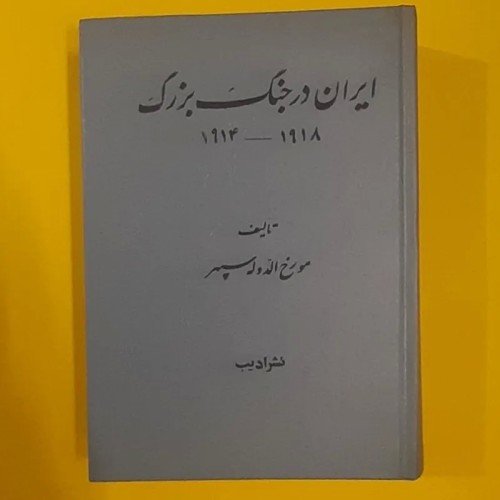 ایران در جنگ بزرگ
۱۹۱۴ — ۱۹۱۸
تالیف
مورخ الدوله سپهر
نشر ادیب